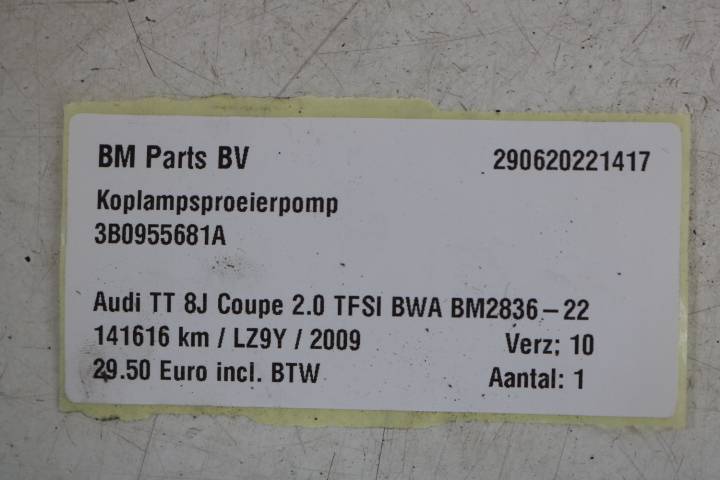 BM Parts BV 290620221417
Koplampsproeierpomp
3B0955681A
Audi TT 8J Coupe 2.0 TFSI BWA BM2836-22
141616 km / LZ9Y / 2009 Verz; 10
29.50 Euro incl. BTW Aantal: 1